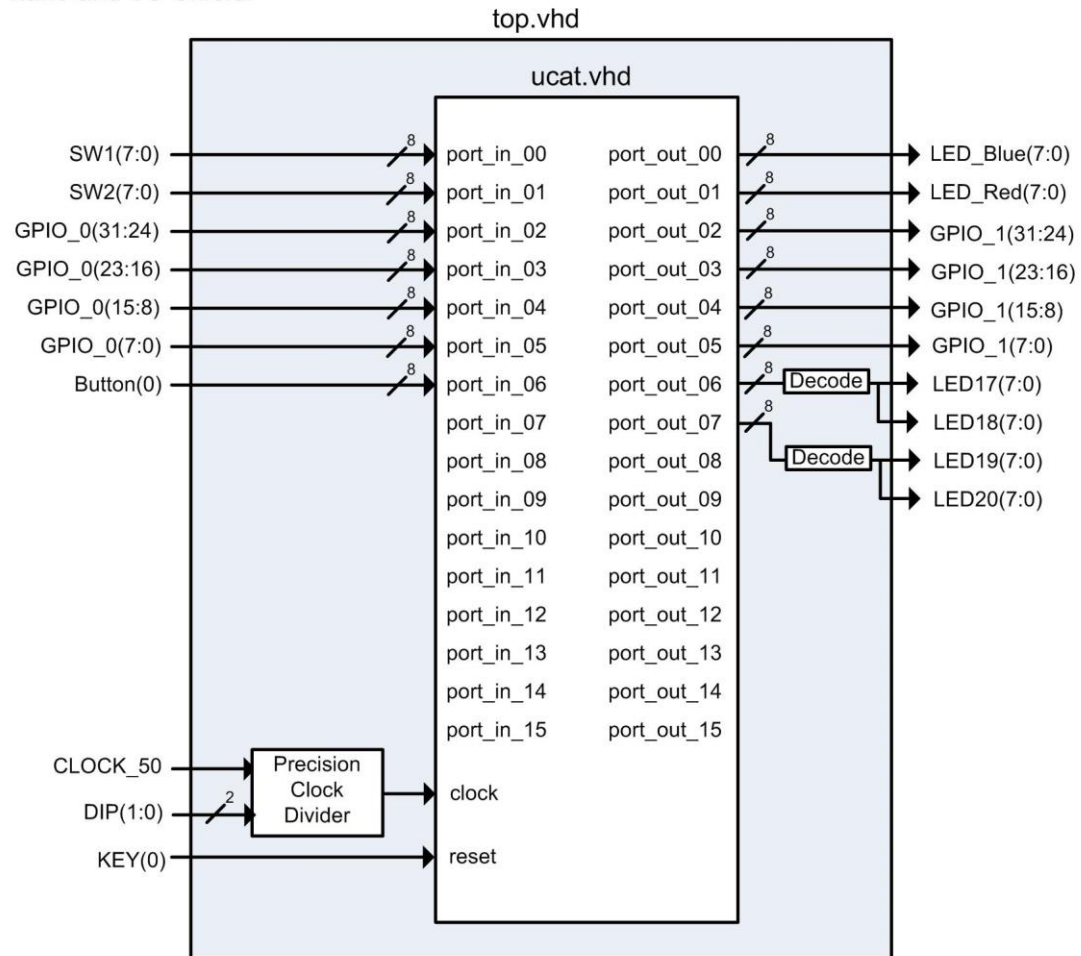 top.vhd
ucat.vhd
SW1(7:0) 8 port_in_00 port_out_00 8 LED_Blue(7:0)
SW2(7:0) 8 port_in_01 port_out_01 8 LED_Red(7:0)
GPIO_0(31:24) 8 port_in_02 port_out_02 8 GPIO_1(31:24)
GPIO_0(23:16) 8 port_in_03 port_out_03 8 GPIO_1(23:16)
GPIO_0(15:8) 8 port_in_04 port_out_04 8 GPIO_1(15:8)
GPIO_0(7:0) 8 port_in_05 port_out_05 8 GPIO_1(7:0)
Button(0) 8 port_in_06 port_out_06 8 Decode LED17(7:0)
port_in_07 port_out_07 8 LED18(7:0)
port_in_08 port_out_08 Decode LED19(7:0)
port_in_09 port_out_09 LED20(7:0)
port_in_10 port_out_10
port_in_11 port_out_11
port_in_12 port_out_12
port_in_13 port_out_13
port_in_14 port_out_14
port_in_15 port_out_15
CLOCK_50
DIP(1:0) 2
Precision
Clock
Divider
clock
KEY(0) reset